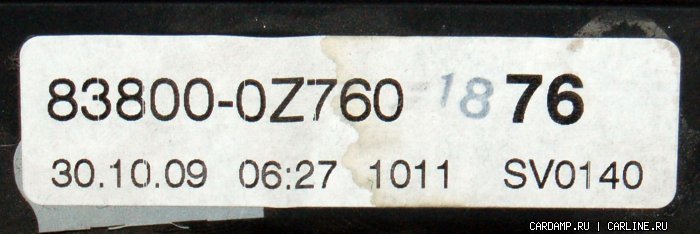 83800-0Z760 -18 76
30.10.09 06:27 1011 SV0140
CARDAMP.RU | CARLINE.RU